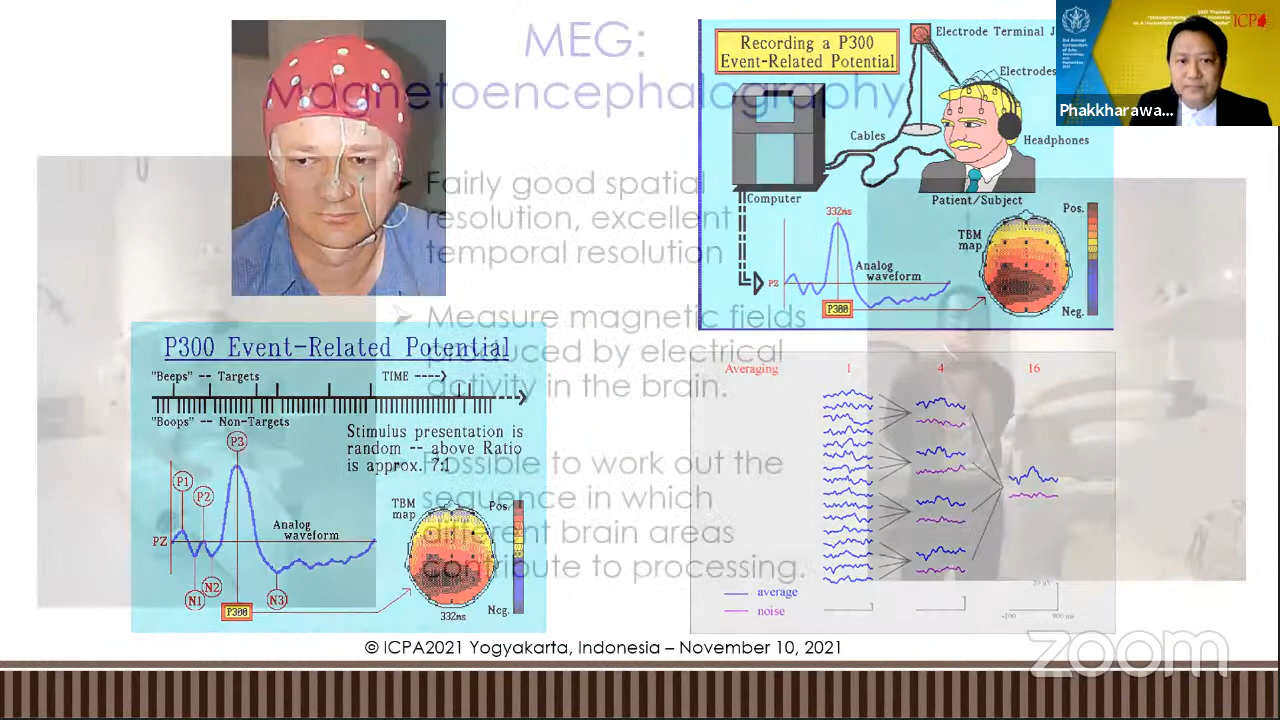 MEG:
Magnetoencephalography
Fairly good spatial
resolution, excellent
temporal resolution
Measure magnetic fields
produced by electrical
activity in the brain.
Possible to work out the
sequence in which
different brain areas
contribute to processing.
Recording a P300
Event-Related Potential
Electrode Terminal
Electrodes
Cables
Headphones
Computer
Patient/Subject
332ms
Pos.
TBM
map
Analog
waveform
PZ
P300
Neg.
P300 Event-Related Potential
"Beeps" -- Targets
TIME ---->
"Boops" -- Non-Targets
Stimulus presentation is
random -- above Ratio
is approx. 7:1
P3
P1
P2
TBM
map
Pos.
Analog
waveform
PZ
N2
N1
N3
P300
Neg.
332ms
Averaging 1 4 16
average
noise
-100 900 ms
ICPA
Phakkharawa...
© ICPA2021 Yogyakarta, Indonesia – November 10, 2021
zoom